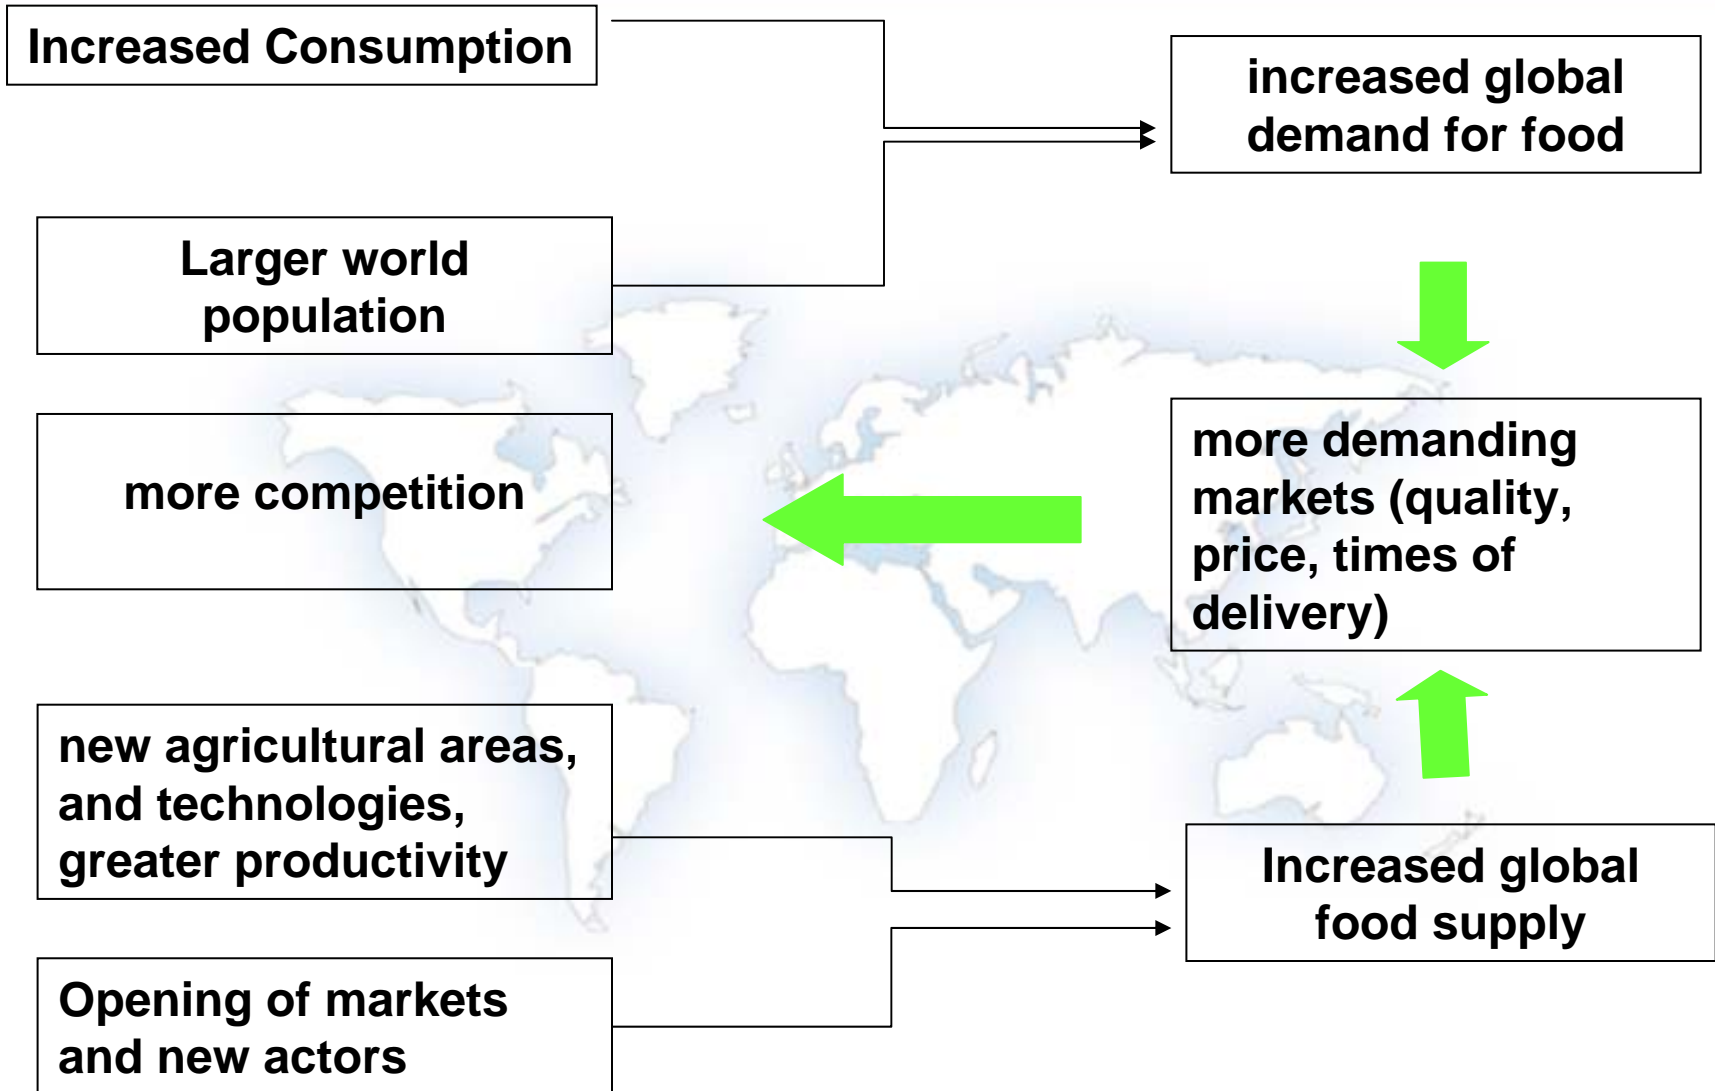 Increased Consumption
increased global
demand for food
Larger world
population
more competition
more demanding
markets (quality,
price, times of
delivery)
new agricultural areas,
and technologies,
greater productivity
Increased global
food supply
Opening of markets
and new actors